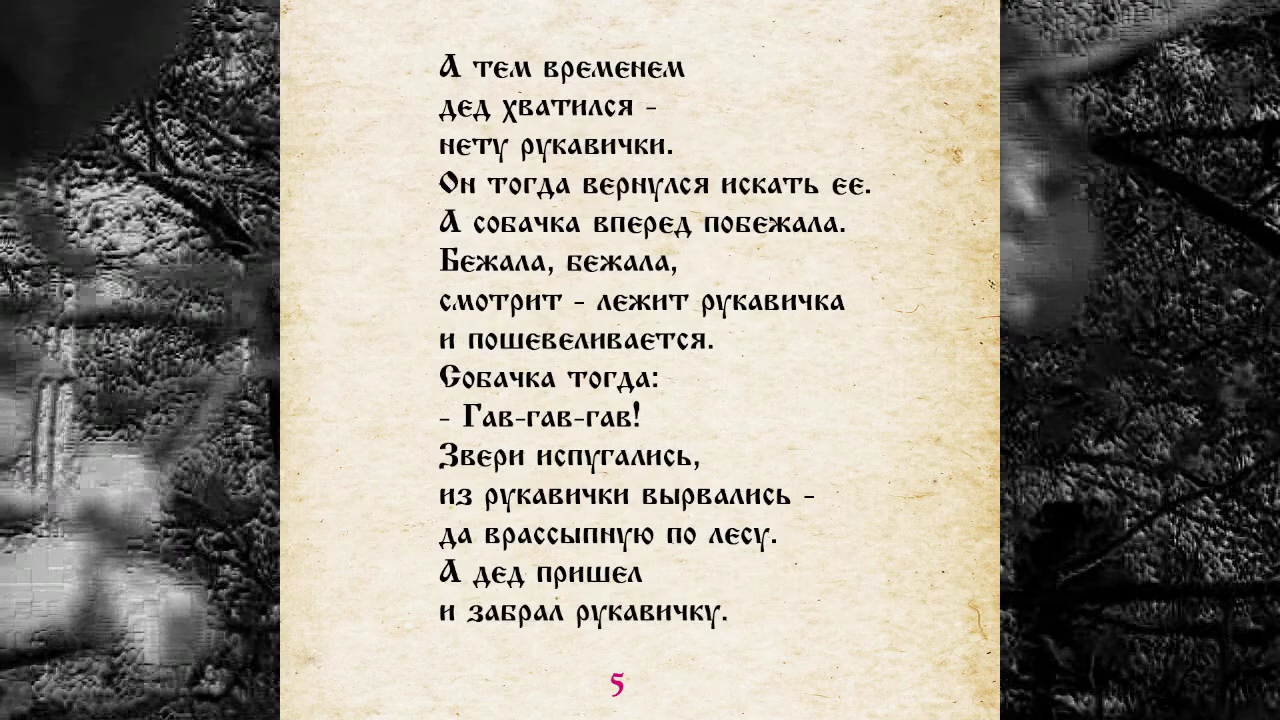 А тем временем
дед хватился -
нету рукавички.
Он тогда вернулся искать ее.
А собачка вперед побежала.
Бежала, бежала,
смотрит - лежит рукавичка
и пошевеливается.
Собачка тогда:
- Гав-гав-гав!
Звери испугались,
из рукавички вырвались -
да врассыпную по лесу.
А дед пришел
и забрал рукавичку.
5